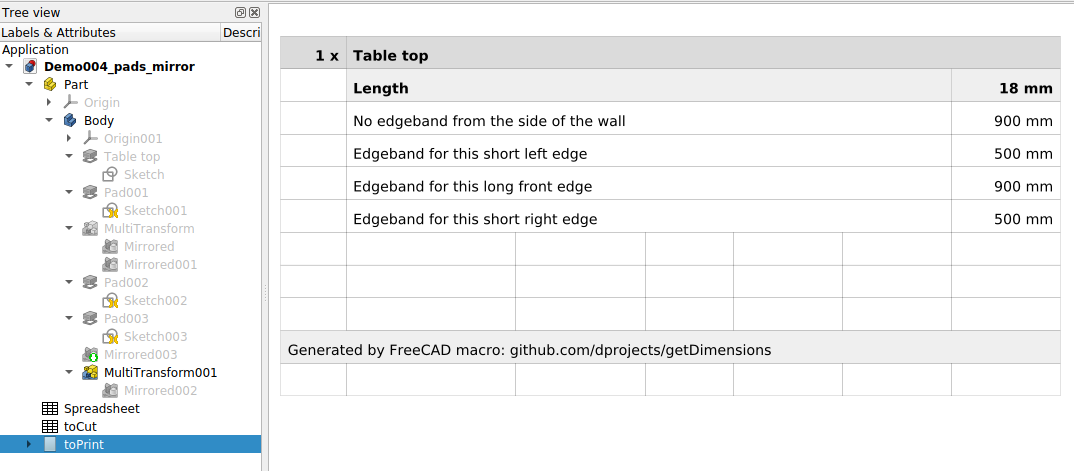 Tree view
Labels & Attributes Descri
Application
Demo004_pads_mirror
Part
Origin
Body
Origin001
Table top
Sketch
Pad001
Sketch001
MultiTransform
Mirrored
Mirrored001
Pad002
Sketch002
Pad003
Sketch003
Mirrored003
MultiTransform001
Mirrored002
Spreadsheet
toCut
toPrint
1 x Table top
Length 18 mm
No edgeband from the side of the wall 900 mm
Edgeband for this short left edge 500 mm
Edgeband for this long front edge 900 mm
Edgeband for this short right edge 500 mm
Generated by FreeCAD macro: github.com/dprojects/getDimensions